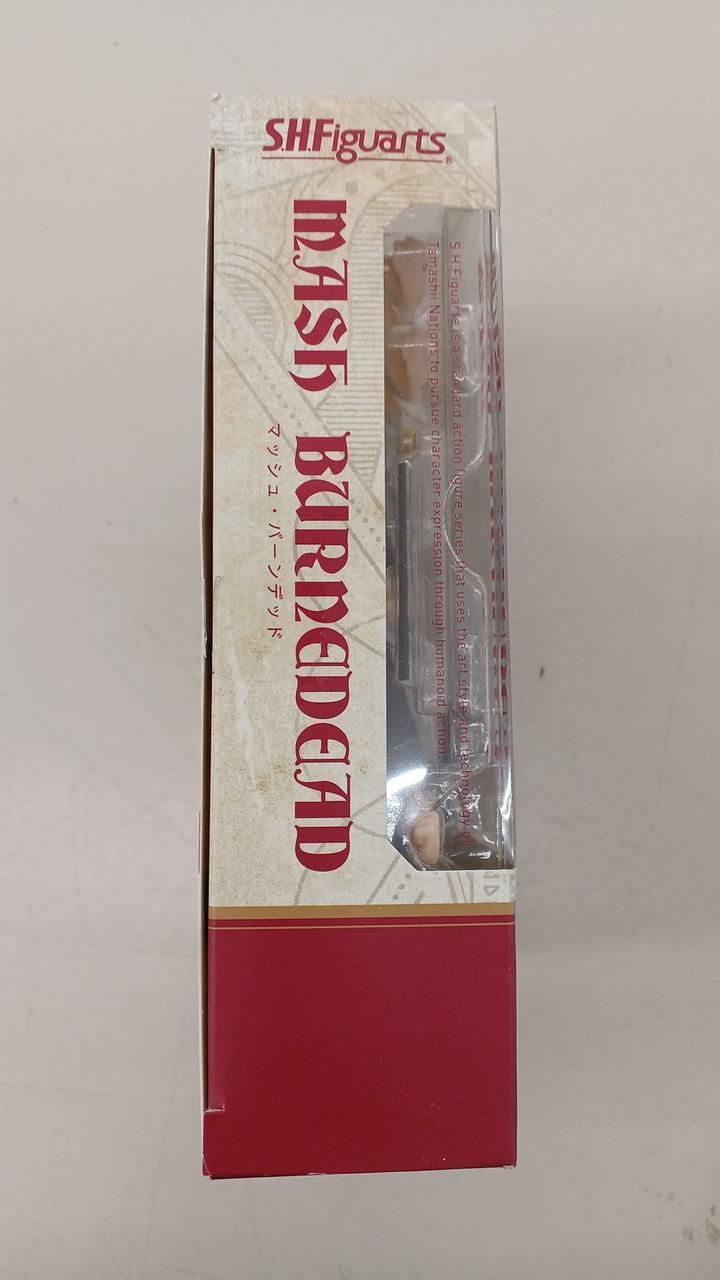 S.H.Figuarts®
MASH BURNEDEAD
マッシュ・バーンデッド
S.H.Figuarts is a standard action figure series that uses the art style and technology of
Tamashii Nations to pursue character expression through humanoid action.